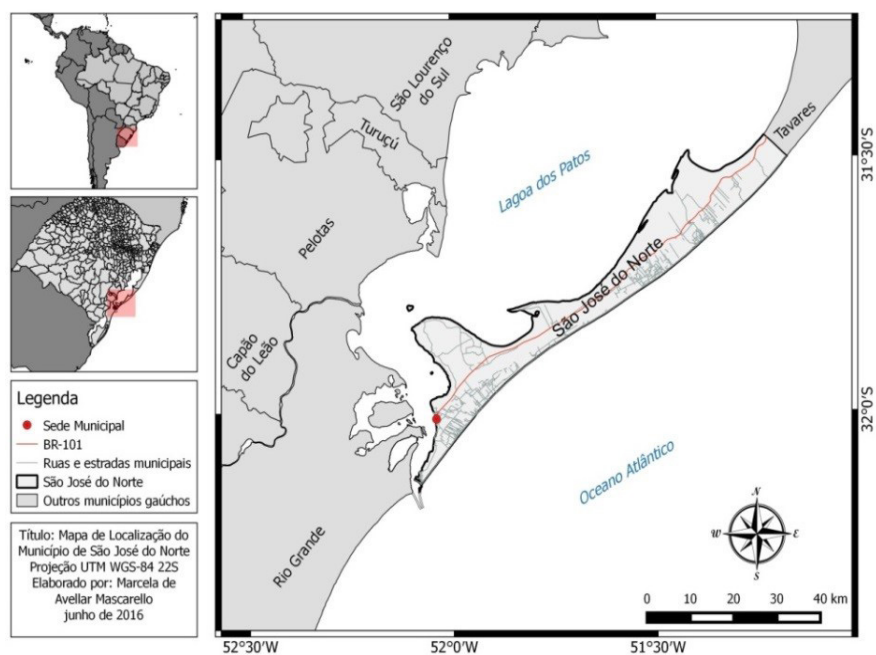 Legenda
Sede Municipal
BR-101
Ruas e estradas municipais
São José do Norte
Outros municípios gaúchos
Título: Mapa de Localização do
Município de São José do Norte
Projeção UTM WGS-84 22S
Elaborado por: Marcela de
Avellar Mascarello
junho de 2016
São Lourenço
do Sul
Turuçú
Pelotas
Capão
do Leão
Rio Grande
Lagoa dos Patos
São José do Norte
Tavares
Oceano Atlântico
N
W
E
S
0 10 20 30 40 km
31°30'S
32°0'S
52°30'W 52°0'W 51°30'W